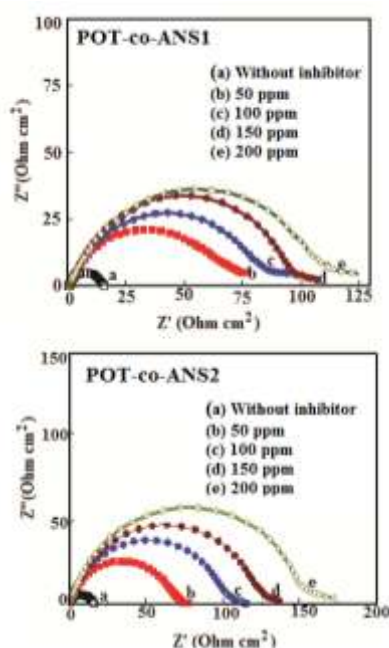 POT-co-ANS1
(a) Without inhibitor
(b) 50 ppm
(c) 100 ppm
(d) 150 ppm
(e) 200 ppm
Z" (Ohm cm²)
100
75
50
25
0
a
b
c
d
e
0 25 50 75 100 125
Z' (Ohm cm²)
POT-co-ANS2
(a) Without inhibitor
(b) 50 ppm
(c) 100 ppm
(d) 150 ppm
(e) 200 ppm
Z" (Ohm cm²)
150
100
50
0
a
b
c
d
e
0 50 100 150 200
Z' (Ohm cm²)